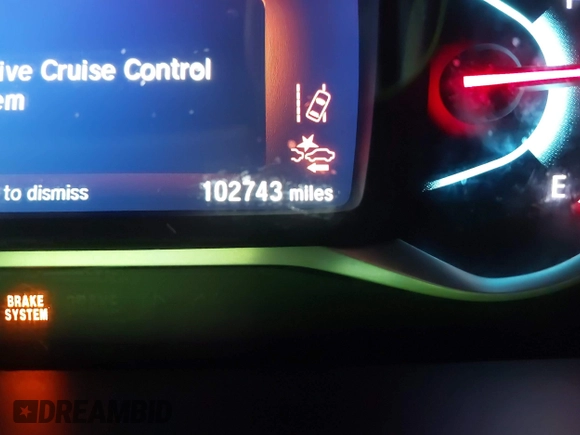 ive Cruise Control
em
to dismiss
102743 miles
E
BRAKE
SYSTEM
DREAMBID